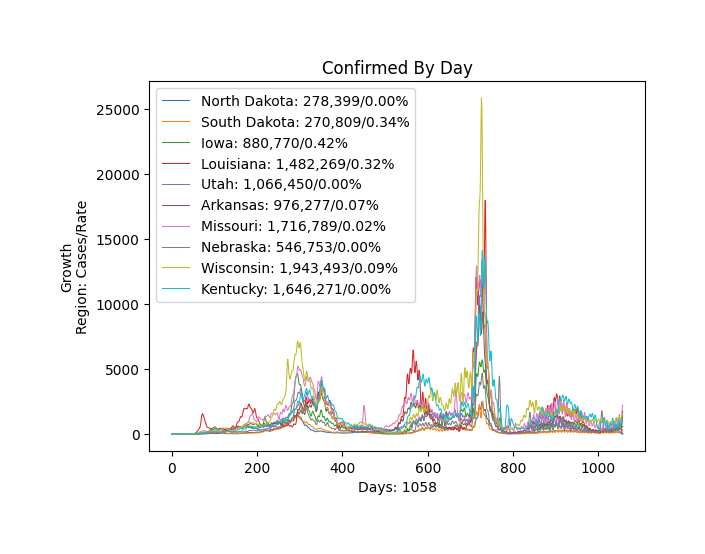 Confirmed By Day
Growth
Region: Cases/Rate
25000
20000
15000
10000
5000
0
North Dakota: 278,399/0.00%
South Dakota: 270,809/0.34%
Iowa: 880,770/0.42%
Louisiana: 1,482,269/0.32%
Utah: 1,066,450/0.00%
Arkansas: 976,277/0.07%
Missouri: 1,716,789/0.02%
Nebraska: 546,753/0.00%
Wisconsin: 1,943,493/0.09%
Kentucky: 1,646,271/0.00%
0 200 400 600 800 1000
Days: 1058